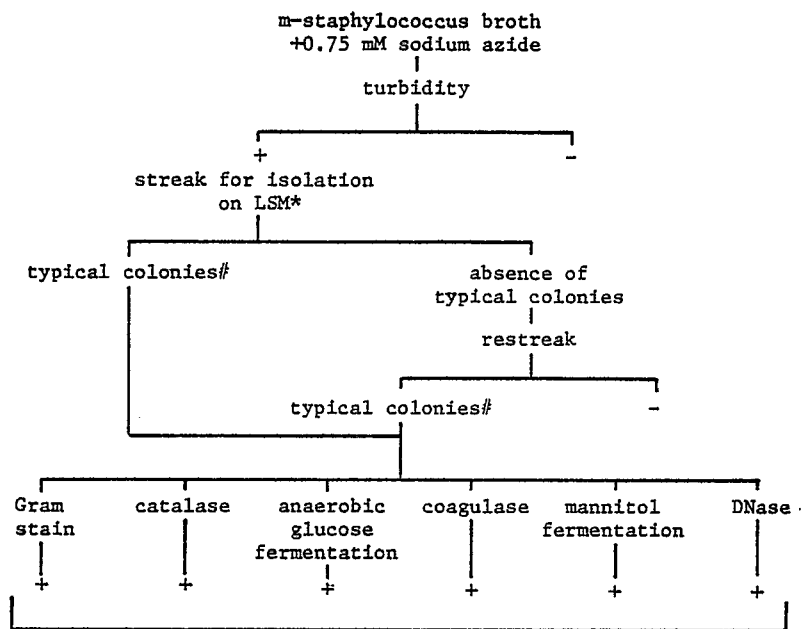 m-staphylococcus broth
+0.75 mM sodium azide
turbidity
+ -
streak for isolation
on LSM*
typical colonies#
absence of
typical colonies
restreak
typical colonies# -
Gram
stain
catalase
anaerobic
glucose
fermentation
coagulase
mannitol
fermentation
DNase
+ + + + + +